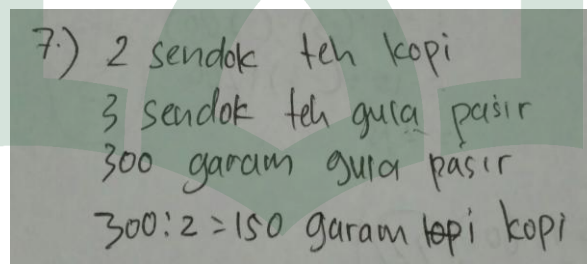 7.) 2 sendok teh kopi
3 sendok teh gula pasir
300 garam gula pasir
300:2=150 garam kopi